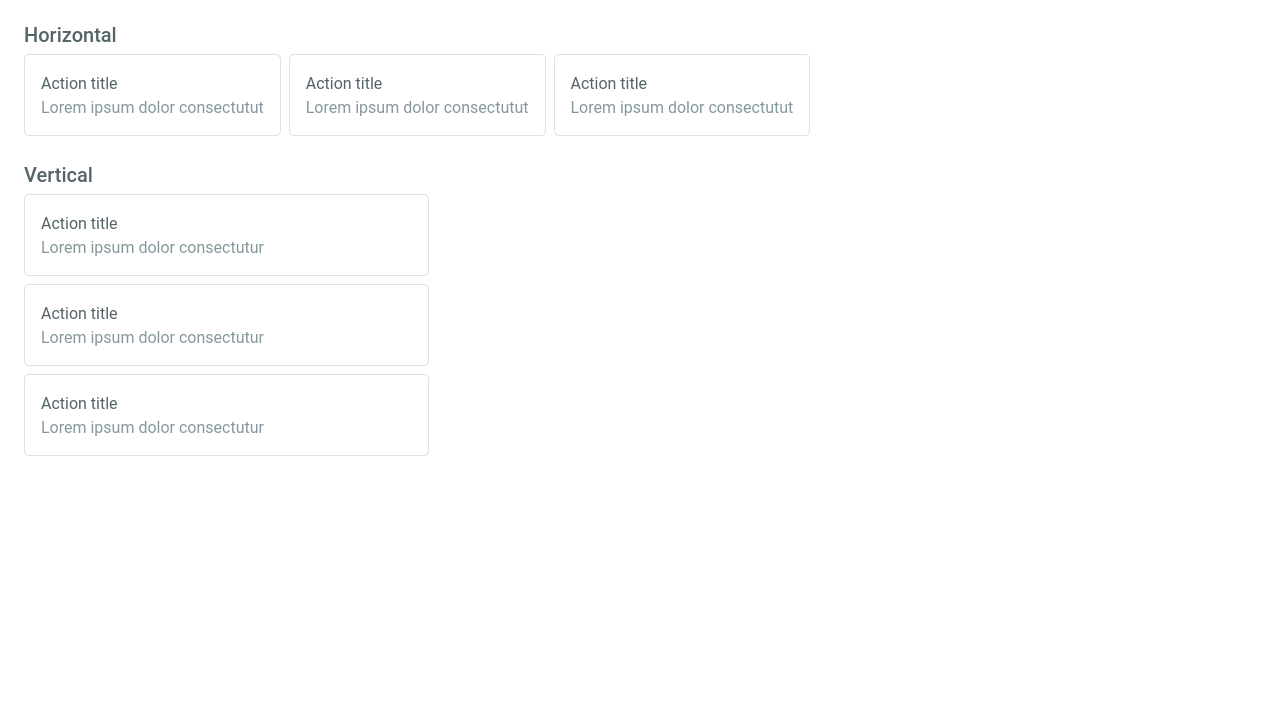 Horizontal
Action title Action title Action title
Lorem ipsum dolor consectutut Lorem ipsum dolor consectutut Lorem ipsum dolor consectutut
Vertical
Action title
Lorem ipsum dolor consectutur
Action title
Lorem ipsum dolor consectutur
Action title
Lorem ipsum dolor consectutur